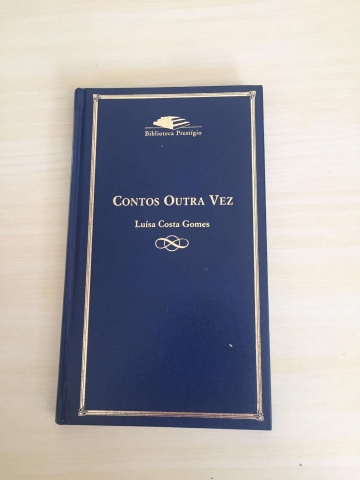 Biblioteca Prestígio
CONTOS OUTRA VEZ
Luísa Costa Gomes